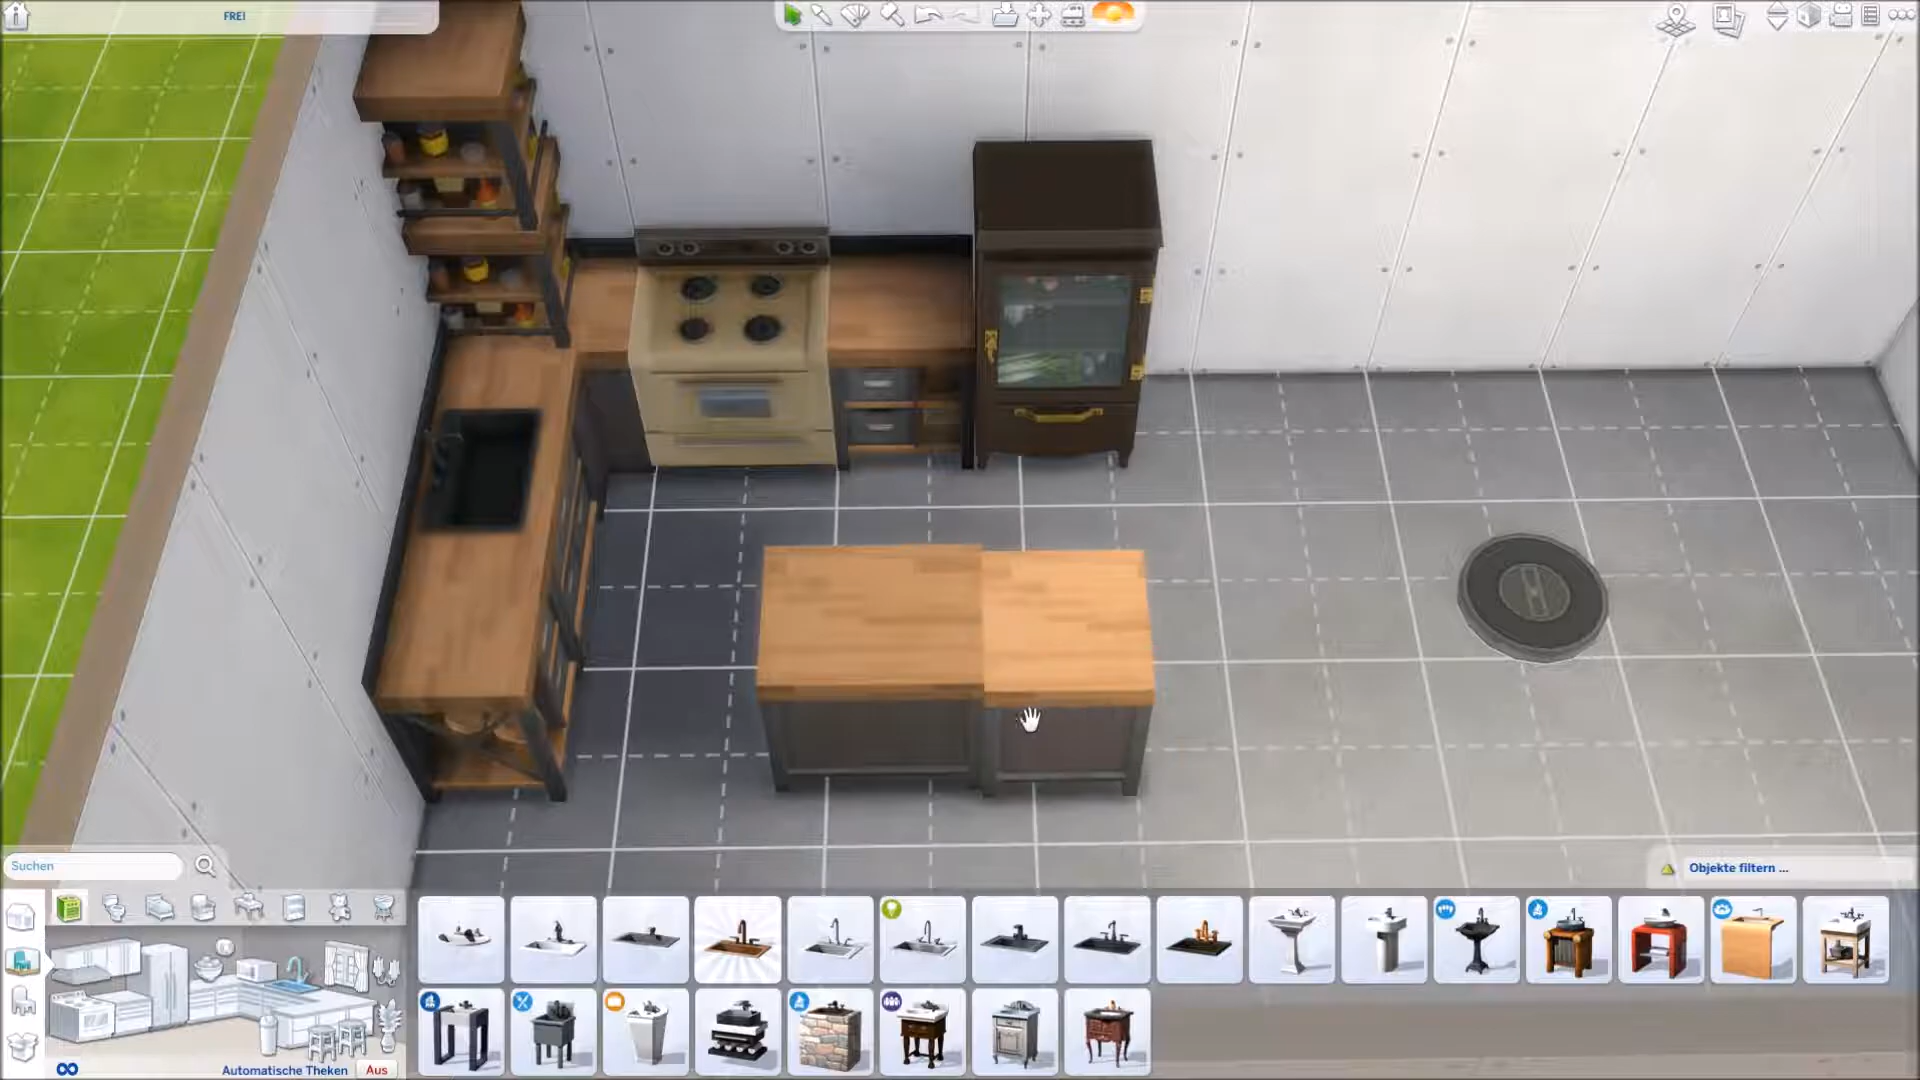 FREI
Suchen
Objekte filtern ...
Automatische Theken Aus